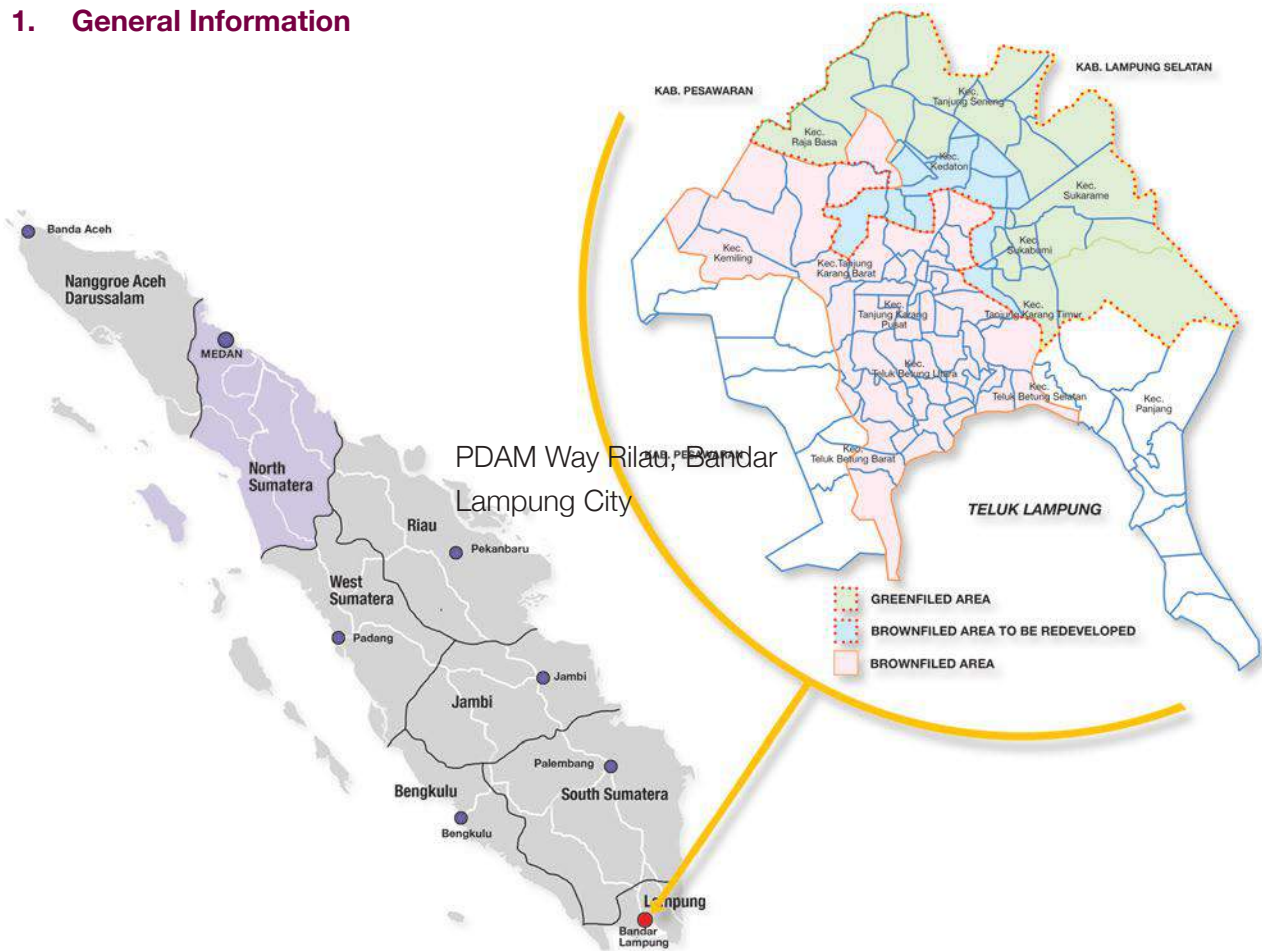 1. General Information
KAB. PESAWARAN
KAB. LAMPUNG SELATAN
Kec.
Tanjung Seneng
Kec.
Raja Basa
Kec.
Kedaton
Kec.
Sukarame
Kec.
Sukabumi
Kec.
Kemiling
Kec.Tanjung
Karang Barat
Kec.
Tanjung Karang
Pusat
Kec.
Tanjung Karang Timur
Kec.
Teluk Betung Utara
Kec.
Teluk Betung Selatan
Kec.
Panjang
KAB. PESAWARAN
Kec.
Teluk Betung Barat
TELUK LAMPUNG
GREENFILED AREA
BROWNFILED AREA TO BE REDEVELOPED
BROWNFILED AREA
PDAM Way Rilau, Bandar
Lampung City
Banda Aceh
Nanggroe Aceh
Darussalam
MEDAN
North
Sumatera
Riau
Pekanbaru
West
Sumatera
Padang
Jambi
Jambi
Palembang
South Sumatera
Bengkulu
Bengkulu
Lampung
Bandar
Lampung